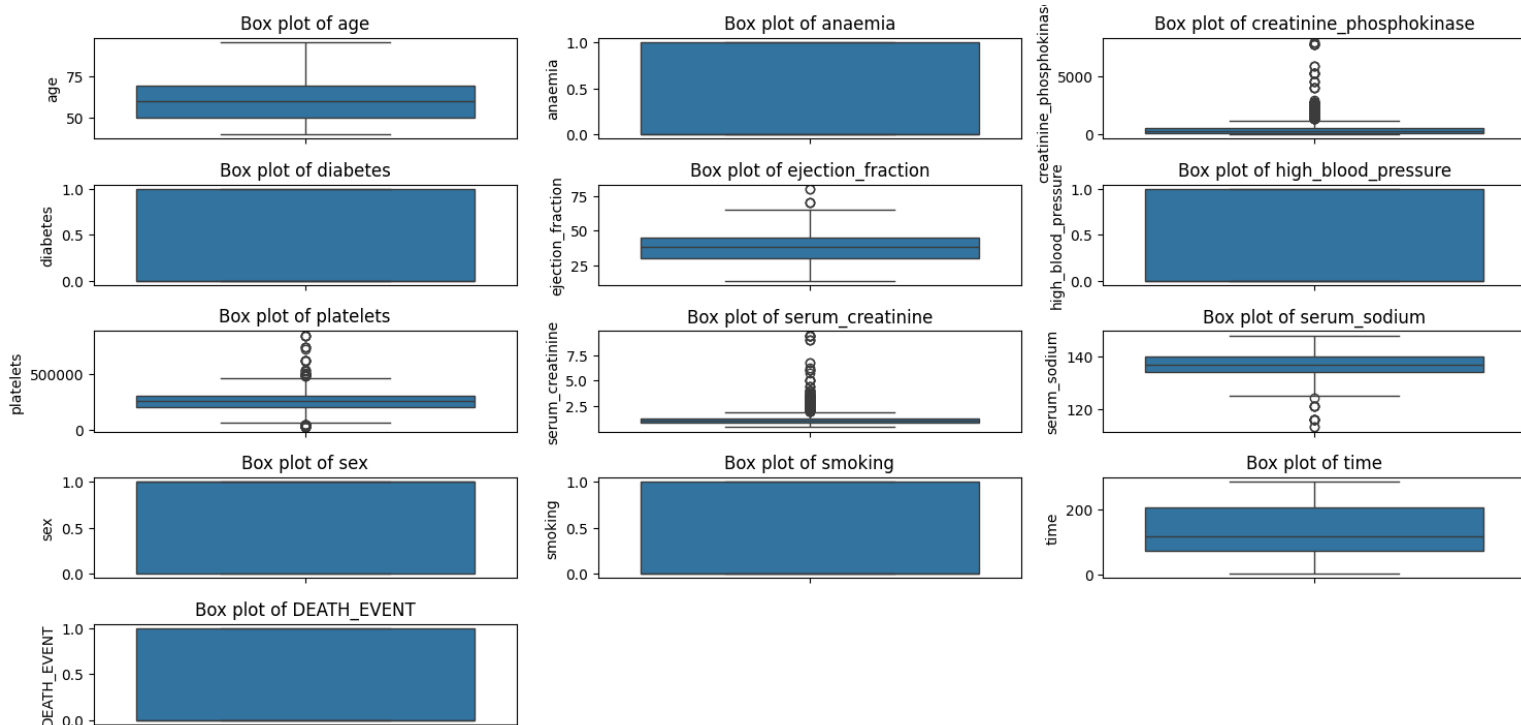 Box plot of age
age
75
50
Box plot of anaemia
anaemia
1.0
0.5
0.0
Box plot of creatinine_phosphokinase
creatinine_phosphokinase
5000
0
Box plot of diabetes
diabetes
1.0
0.5
0.0
Box plot of ejection_fraction
ejection_fraction
75
50
25
Box plot of high_blood_pressure
high_blood_pressure
1.0
0.5
0.0
Box plot of platelets
platelets
500000
0
Box plot of serum_creatinine
serum_creatinine
7.5
5.0
2.5
Box plot of serum_sodium
serum_sodium
140
120
Box plot of sex
sex
1.0
0.5
0.0
Box plot of smoking
smoking
1.0
0.5
0.0
Box plot of time
time
200
0
Box plot of DEATH_EVENT
DEATH_EVENT
1.0
0.5
0.0